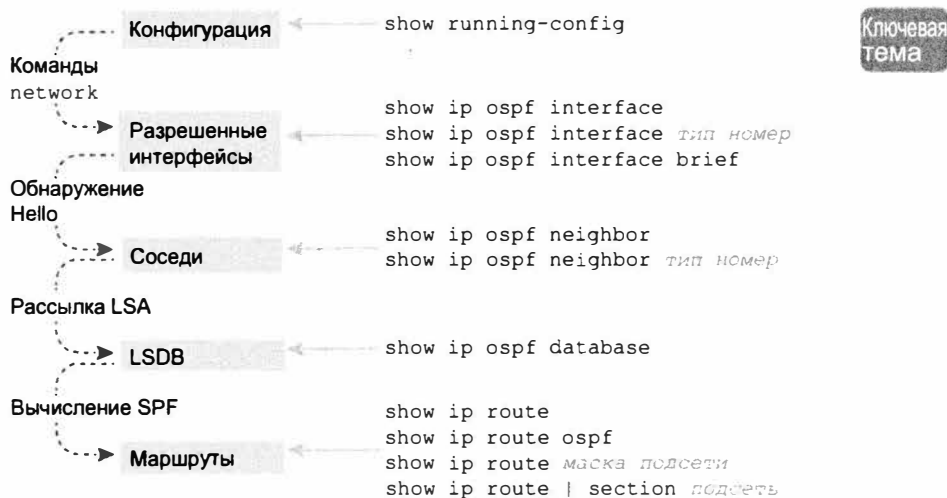 Конфигурация
show running-config
Ключевая
тема
Команды
network
Разрешенные
интерфейсы
show ip ospf interface
show ip ospf interface тип номер
show ip ospf interface brief
Обнаружение
Hello
Соседи
show ip ospf neighbor
show ip ospf neighbor тип номер
Рассылка LSA
LSDB
show ip ospf database
Вычисление SPF
Маршруты
show ip route
show ip route ospf
show ip route маска подсети
show ip route | section подсеть